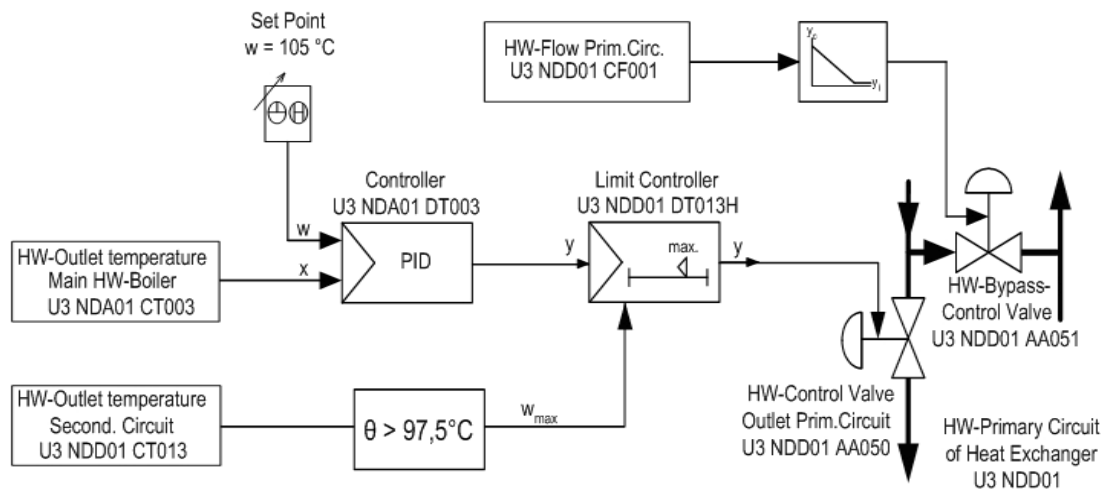 Set Point
w = 105 °C
HW-Flow Prim.Circ.
U3 NDD01 CF001
yc
yi
Controller
U3 NDA01 DT003
Limit Controller
U3 NDD01 DT013H
w
x
PID
y
max.
y
HW-Outlet temperature
Main HW-Boiler
U3 NDA01 CT003
HW-Bypass-
Control Valve
U3 NDD01 AA051
HW-Outlet temperature
Second. Circuit
U3 NDD01 CT013
θ > 97,5°C
wmax
HW-Control Valve
Outlet Prim.Circuit
U3 NDD01 AA050
HW-Primary Circuit
of Heat Exchanger
U3 NDD01